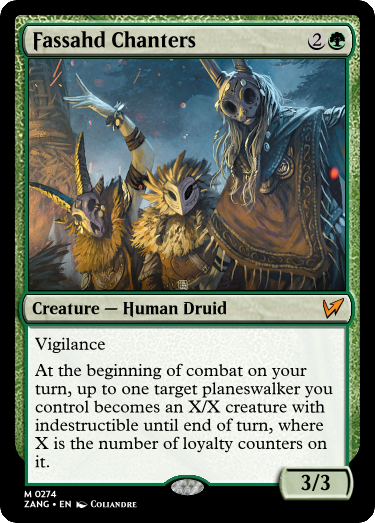 Fassahd Chanters 2
Creature — Human Druid
Vigilance
At the beginning of combat on your
turn, up to one target planeswalker you
control becomes an X/X creature with
indestructible until end of turn, where
X is the number of loyalty counters on
it.
3/3
M 0274
ZANG • EN Coliandre